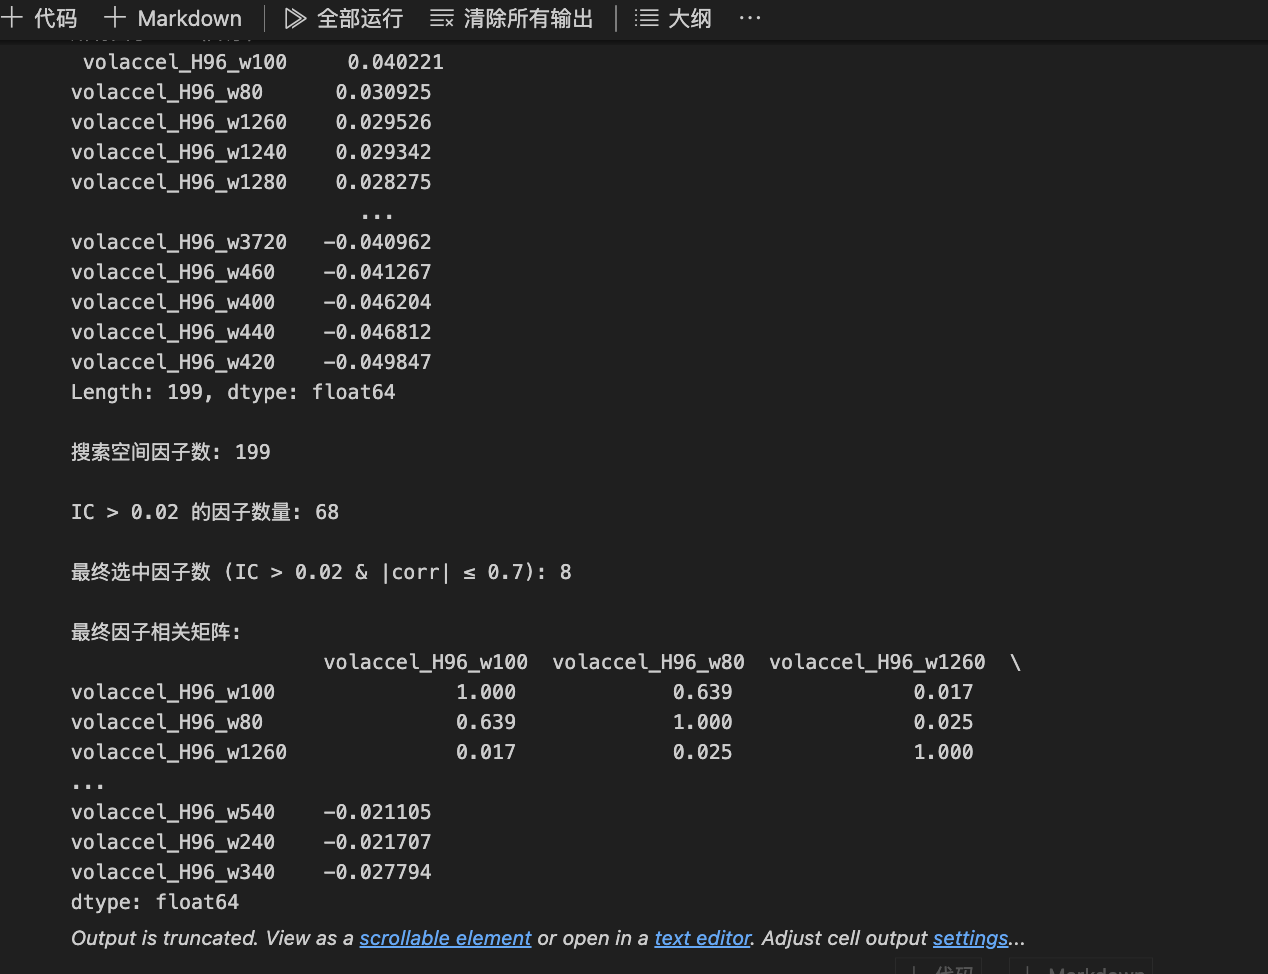 代码 Markdown 全部运行 清除所有输出 大纲 ...
volaccel_H96_w100 0.040221
volaccel_H96_w80 0.030925
volaccel_H96_w1260 0.029526
volaccel_H96_w1240 0.029342
volaccel_H96_w1280 0.028275
...
volaccel_H96_w3720 −0.040962
volaccel_H96_w460 −0.041267
volaccel_H96_w400 −0.046204
volaccel_H96_w440 −0.046812
volaccel_H96_w420 −0.049847
Length: 199, dtype: float64
搜索空间因子数: 199
IC > 0.02 的因子数量: 68
最终选中因子数 (IC > 0.02 & |corr| ≤ 0.7): 8
最终因子相关矩阵:
volaccel_H96_w100 volaccel_H96_w80 volaccel_H96_w1260 \
volaccel_H96_w100 1.000 0.639 0.017
volaccel_H96_w80 0.639 1.000 0.025
volaccel_H96_w1260 0.017 0.025 1.000
...
volaccel_H96_w540 −0.021105
volaccel_H96_w240 −0.021707
volaccel_H96_w340 −0.027794
dtype: float64
Output is truncated. View as a scrollable element or open in a text editor. Adjust cell output settings...
代码 Markdown